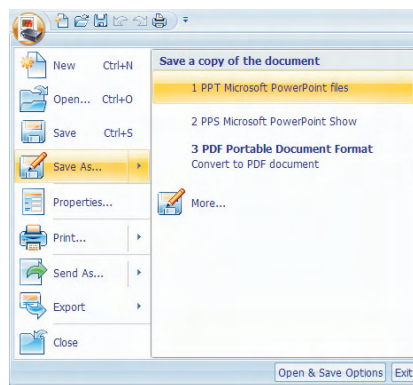 New Ctrl+N
Open... Ctrl+O
Save Ctrl+S
Save As...
Properties...
Print...
Send As...
Export
Close
Save a copy of the document
1 PPT Microsoft PowerPoint files
2 PPS Microsoft PowerPoint Show
3 PDF Portable Document Format
Convert to PDF document
More...
Open & Save Options
Exit